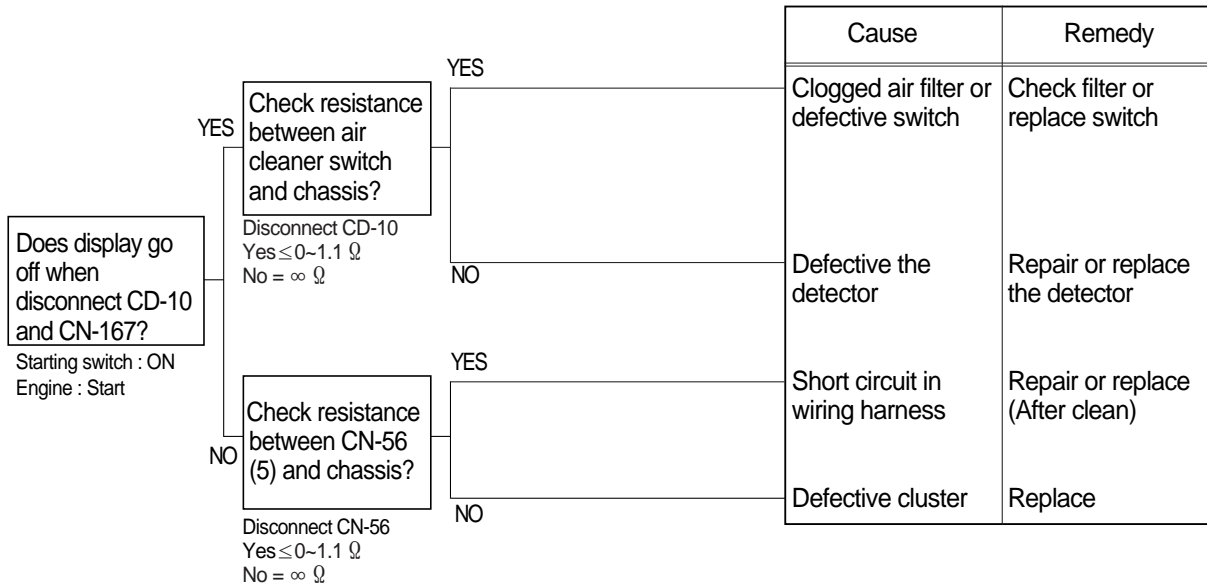 Does display go
off when
disconnect CD-10
and CN-167?
Starting switch : ON
Engine : Start
YES
Check resistance
between air
cleaner switch
and chassis?
Disconnect CD-10
Yes≤0~1.1 Ω
No = ∞ Ω
NO
Check resistance
between CN-56
(5) and chassis?
Disconnect CN-56
Yes≤0~1.1 Ω
No = ∞ Ω
YES
NO
YES
NO
Cause
Remedy
Clogged air filter or
defective switch
Check filter or
replace switch
Defective the
detector
Repair or replace
the detector
Short circuit in
wiring harness
Repair or replace
(After clean)
Defective cluster
Replace